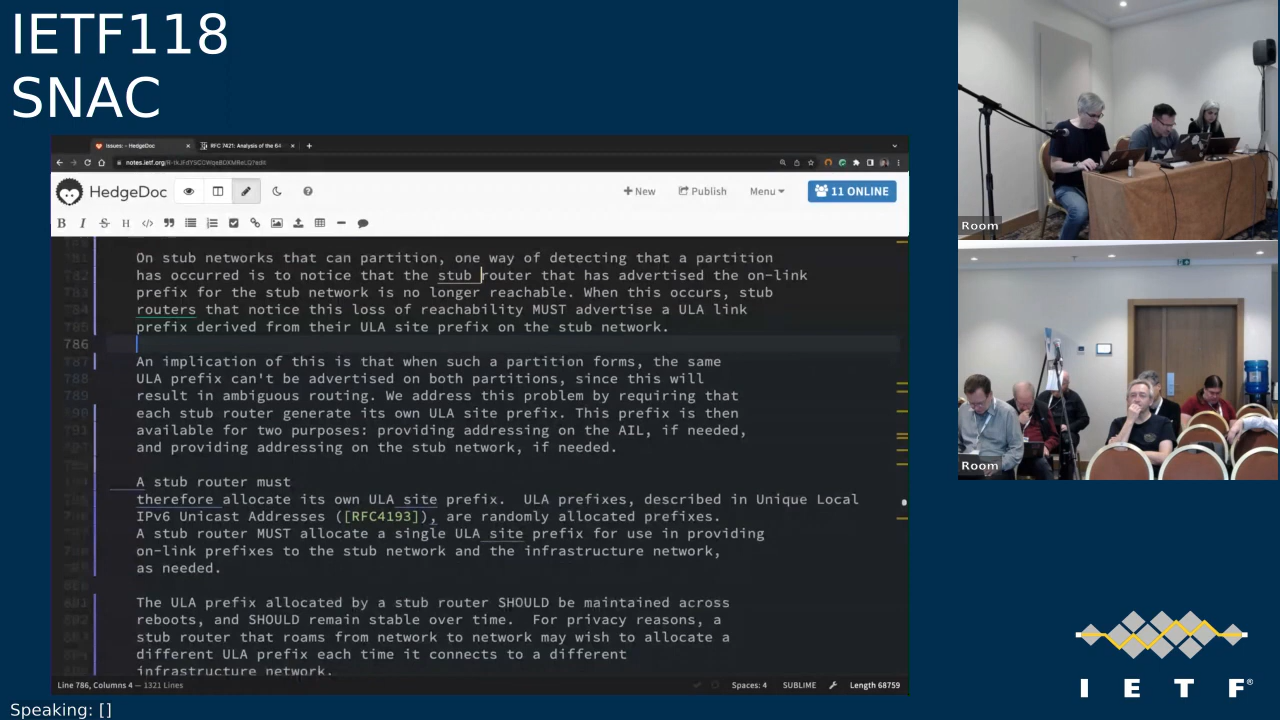 IETF118
SNAC
Issues: - HedgeDoc
RFC 7421: Analysis of the 64
HedgeDoc
New
Publish
Menu
11 ONLINE
On stub networks that can partition, one way of detecting that a partition
has occurred is to notice that the stub router that has advertised the on-link
prefix for the stub network is no longer reachable. When this occurs, stub
routers that notice this loss of reachability MUST advertise a ULA link
prefix derived from their ULA site prefix on the stub network.
786
An implication of this is that when such a partition forms, the same
ULA prefix can't be advertised on both partitions, since this will
result in ambiguous routing. We address this problem by requiring that
each stub router generate its own ULA site prefix. This prefix is then
available for two purposes: providing addressing on the AIL, if needed,
and providing addressing on the stub network, if needed.
A stub router must
therefore allocate its own ULA site prefix.  ULA prefixes, described in Unique Local
IPv6 Unicast Addresses ([RFC4193]), are randomly allocated prefixes.
A stub router MUST allocate a single ULA site prefix for use in providing
on-link prefixes to the stub network and the infrastructure network,
as needed.
The ULA prefix allocated by a stub router SHOULD be maintained across
reboots, and SHOULD remain stable over time.  For privacy reasons, a
stub router that roams from network to network may wish to allocate a
different ULA prefix each time it connects to a different
infrastructure network.
Line 786, Columns 4 — 1321 Lines
Spaces: 4
SUBLIME
Length 68759
Room
Room
I E T F®
Speaking: []